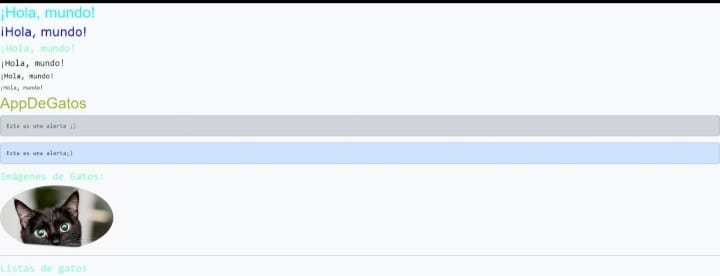 ¡Hola, mundo!
¡Hola, mundo!
¡Hola, mundo!
¡Hola, mundo!
¡Hola, mundo!
¡Hola, mundo!
AppDeGatos
Esta es una alerta ;)
Esta es una alerta;)
Imágenes de Gatos:
Listas de gatos